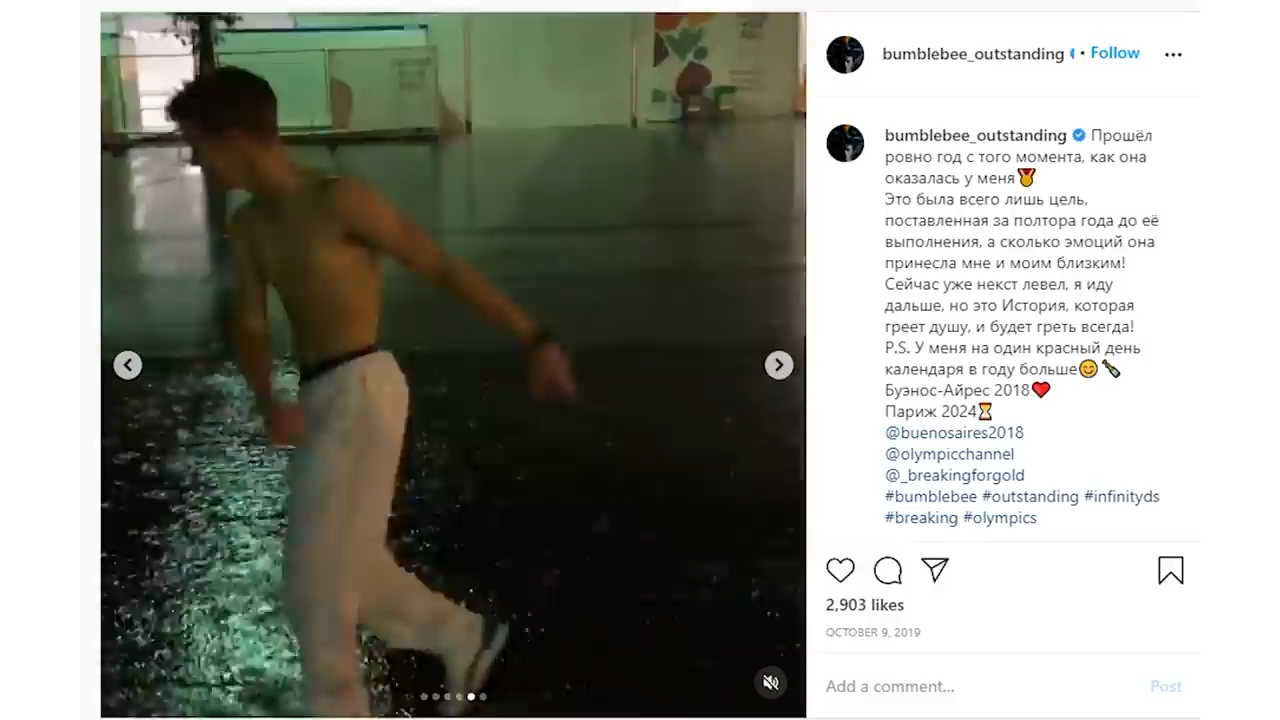 bumblebee_outstanding • Follow
bumblebee_outstanding Прошёл
ровно год с того момента, как она
оказалась у меня🏅
Это была всего лишь цель,
поставленная за полтора года до её
выполнения, а сколько эмоций она
принесла мне и моим близким!
Сейчас уже некст левел, я иду
дальше, но это История, которая
греет душу, и будет греть всегда!
P.S. У меня на один красный день
календаря в году больше😊🍾
Буэнос-Айрес 2018❤️
Париж 2024⏳
@buenosaires2018
@olympicchannel
@_breakingforgold
#bumblebee #outstanding #infinityds
#breaking #olympics
2,903 likes
OCTOBER 9, 2019
Add a comment... Post